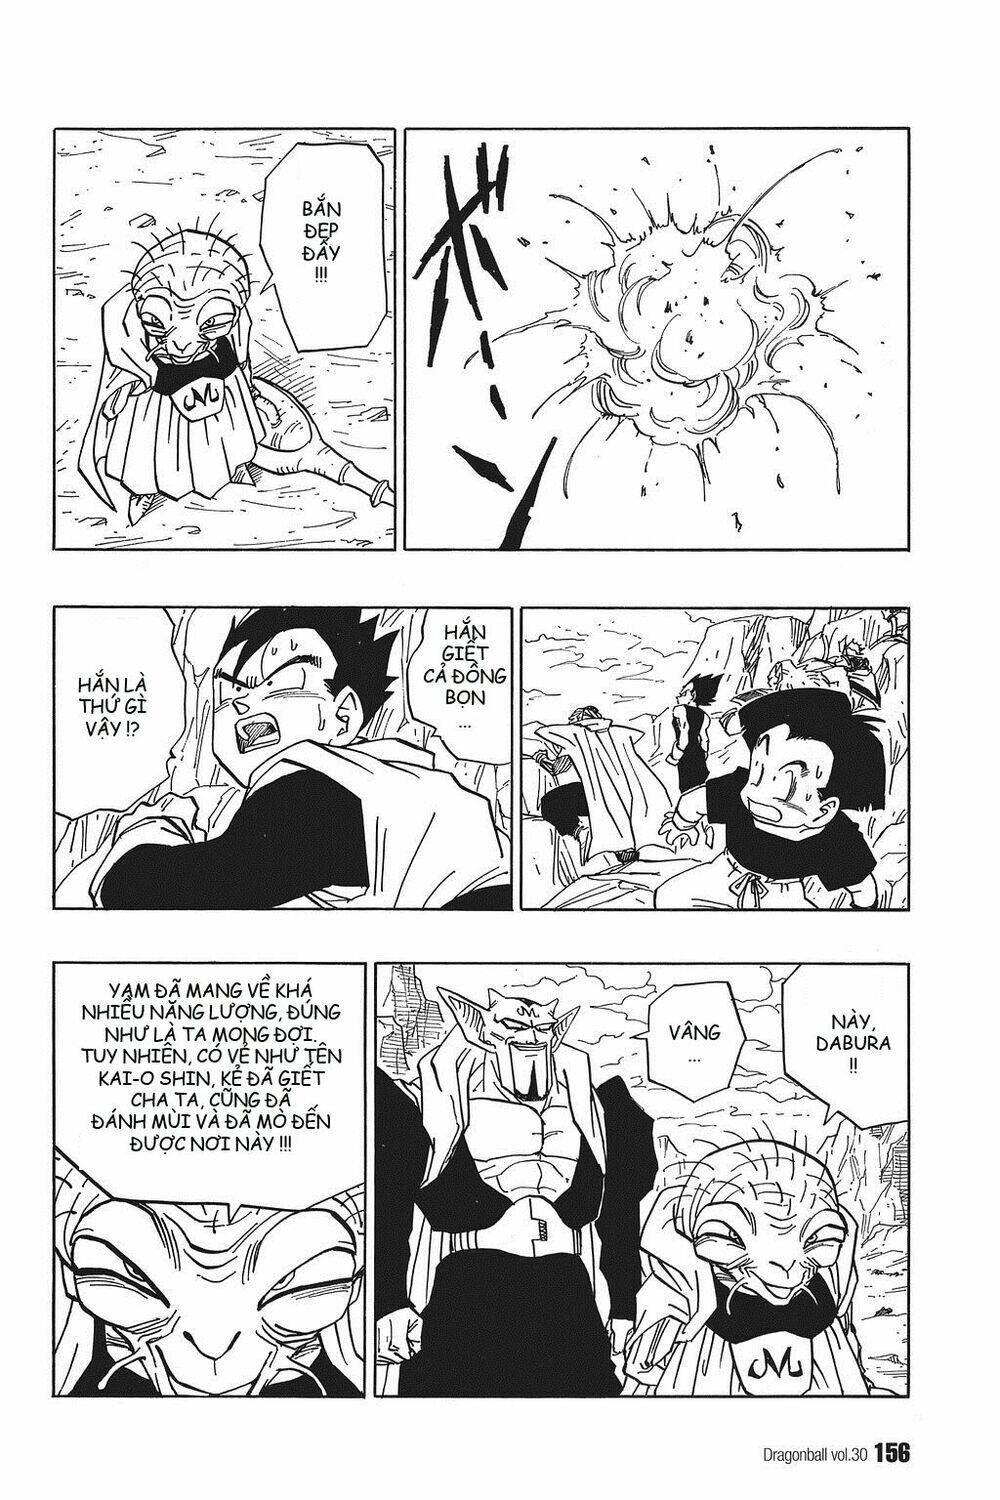 BẮN
ĐẸP
ĐẤY
!!!
HẮN
GIẾT
CẢ ĐỒNG
BỌN
...
HẮN LÀ
THỨ GÌ
VẬY !?
NÀY,
DABURA
!!
VÂNG
...
YAM ĐÃ MANG VỀ KHÁ
NHIỀU NĂNG LƯỢNG, ĐÚNG
NHƯ LÀ TA MONG ĐỢI.
TUY NHIÊN, CÓ VẺ NHƯ TÊN
KAI-O SHIN, KẺ ĐÃ GIẾT
CHA TA, CŨNG ĐÃ
ĐÁNH MÙI VÀ ĐÃ MÒ ĐẾN
ĐƯỢC NƠI NÀY !!!
Dragonball vol.30 156